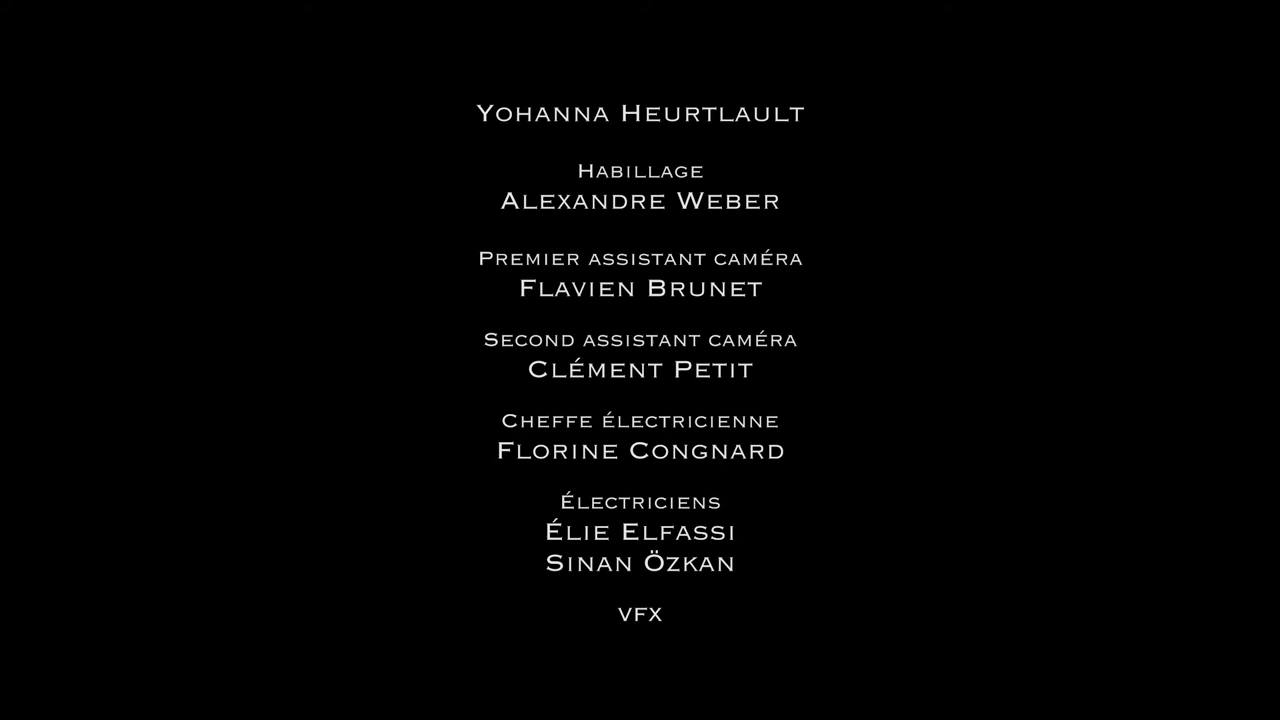 Yohanna Heurtlault
Habillage
Alexandre Weber
Premier assistant caméra
Flavien Brunet
Second assistant caméra
Clément Petit
Cheffe électricienne
Florine Congnard
Électriciens
Élie Elfassi
Sinan Özkan
VFX